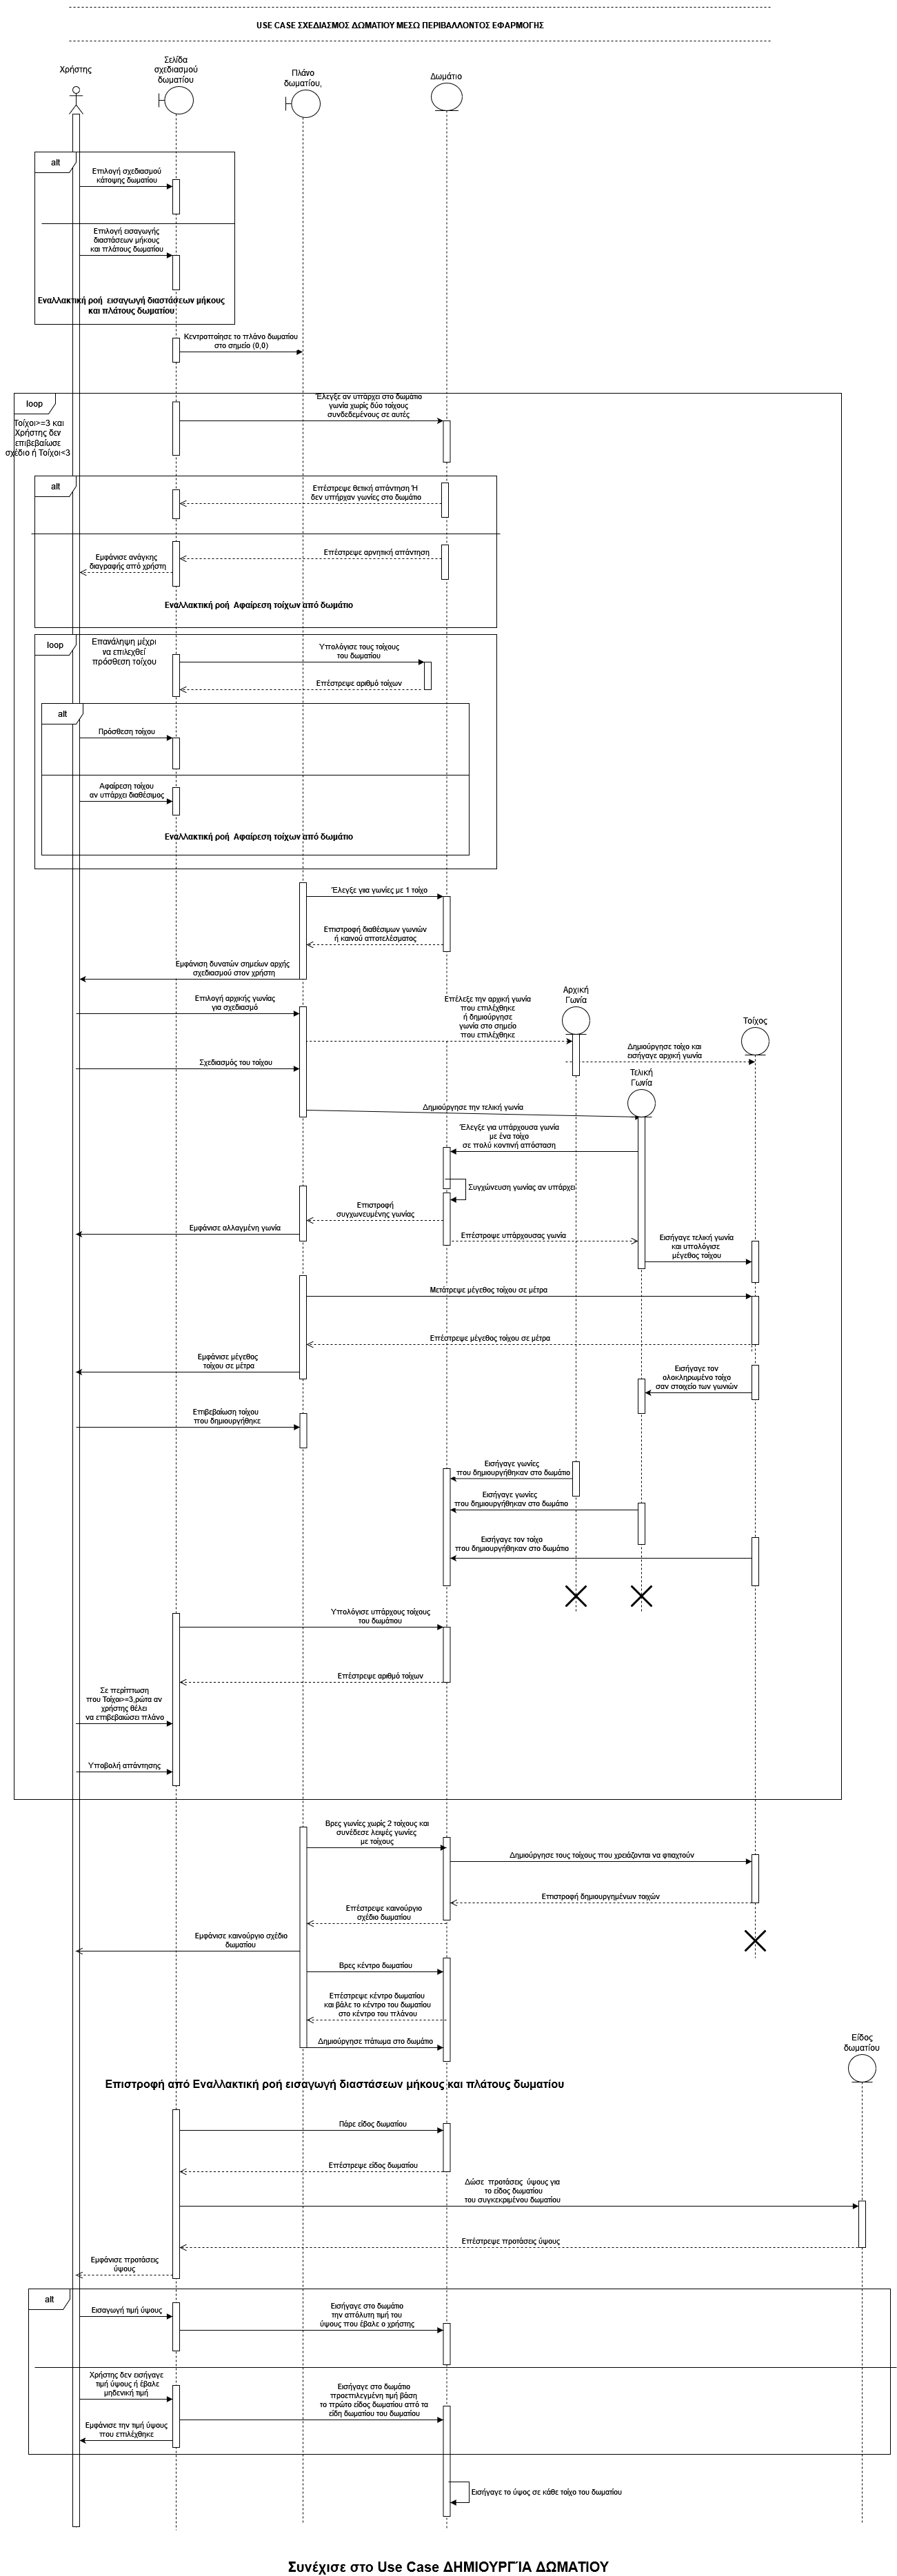 USE CASE ΣΧΕΔΙΑΣΜΟΣ ΔΩΜΑΤΙΟΥ ΜΕΣΩ ΠΕΡΙΒΑΛΛΟΝΤΟΣ ΕΦΑΡΜΟΓΗΣ
Χρήστης
Σελίδα
σχεδιασμού
δωματίου
Πλάνο
δωματίου,
Δωμάτιο
alt
Επιλογή σχεδιασμού
κάτοψης δωματίου
Επιλογή εισαγωγής
διαστάσεων μήκους
και πλάτους δωματίου
Εναλλακτική ροή εισαγωγή διαστάσεων μήκους
και πλάτους δωματίου
Κεντροποίησε το πλάνο δωματίου
στο σημείο (0,0)
loop
Τοίχοι>=3 και
Χρήστης δεν
επιβεβαίωσε
σχέδιο ή Τοίχοι<3
Έλεγξε αν υπάρχει στο δωμάτιο
γωνία χωρίς δύο τοίχους
συνδεδεμένους σε αυτές
alt
Επέστρεψε θετική απάντηση Ή
δεν υπήρχαν γωνίες στο δωμάτιο
Επέστρεψε αρνητική απάντηση
Εμφάνισε ανάγκης
διαγραφής από χρήστη
Εναλλακτική ροή Αφαίρεση τοίχων από δωμάτιο
loop
Επανάληψη μέχρι
να επιλεχθεί
πρόσθεση τοίχου
Υπολόγισε τους τοίχους
του δωματίου
Επέστρεψε αριθμό τοίχων
alt
Πρόσθεση τοίχου
Αφαίρεση τοίχου
αν υπάρχει διαθέσιμος
Εναλλακτική ροή Αφαίρεση τοίχων από δωμάτιο
Έλεγξε για γωνίες με 1 τοίχο
Επιστροφή διαθέσιμων γωνιών
ή καινού αποτελέσματος
Εμφάνιση δυνατών σημείων αρχής
σχεδιασμού στον χρήστη
Επιλογή αρχικής γωνίας
για σχεδιασμό
Επέλεξε την αρχική γωνία
που επιλέχθηκε
ή δημιούργησε
γωνία στο σημείο
που επιλέχθηκε
Αρχική
Γωνία
Τοίχος
Δημιούργησε τοίχο και
εισήγαγε αρχική γωνία
Σχεδιασμός του τοίχου
Τελική
Γωνία
Δημιούργησε την τελική γωνία
Έλεγξε για υπάρχουσα γωνία
με ένα τοίχο
σε πολύ κοντινή απόσταση
Συγχώνευση γωνίας αν υπάρχει
Επιστροφή
συγχωνευμένης γωνίας
Εμφάνισε αλλαγμένη γωνία
Επέστροψε υπάρχουσας γωνία
Εισήγαγε τελική γωνία
και υπολόγισε
μέγεθος τοίχου
Μετάτρεψε μέγεθος τοίχου σε μέτρα
Επέστρεψε μέγεθος τοίχου σε μέτρα
Εμφάνισε μέγεθος
τοίχου σε μέτρα
Εισήγαγε τον
ολοκληρωμένο τοίχο
σαν στοιχείο των γωνιών
Επιβεβαίωση τοίχου
που δημιουργήθηκε
Εισήγαγε γωνίες
που δημιουργήθηκαν στο δωμάτιο
Εισήγαγε γωνίες
που δημιουργήθηκαν στο δωμάτιο
Εισήγαγε τον τοίχο
που δημιουργήθηκαν στο δωμάτιο
Υπολόγισε υπάρχους τοίχους
του δωμάτιου
Επέστρεψε αριθμό τοίχων
Σε περίπτωση
που Τοίχοι>=3,ρώτα αν
χρήστης θέλει
να επιβεβαιώσει πλάνο
Υποβολή απάντησης
Βρες γωνίες χωρίς 2 τοίχους και
συνέδεσε λειψές γωνίες
με τοίχους
Δημιούργησε τους τοίχους που χρειάζονται να φτιαχτούν
Επιστροφή δημιουργημένων τοιχών
Επέστρεψε καινούργιο
σχέδιο δωματίου
Εμφάνισε καινούργιο σχέδιο
δωματίου
Βρες κέντρο δωματίου
Επέστρεψε κέντρο δωματίου
και βάλε το κέντρο του δωματίου
στο κέντρο του πλάνου
Δημιούργησε πάτωμα στο δωμάτιο
Είδος
δωματίου
Επιστροφή από Εναλλακτική ροή εισαγωγή διαστάσεων μήκους και πλάτους δωματίου
Πάρε είδος δωματίου
Επέστρεψε είδος δωματίου
Δώσε προτάσεις ύψους για
το είδος δωματίου
του συγκεκριμένου δωματίου
Επέστρεψε προτάσεις ύψους
Εμφάνισε προτάσεις
ύψους
alt
Εισαγωγή τιμή ύψους
Εισήγαγε στο δωμάτιο
την απόλυτη τιμή του
ύψους που έβαλε ο χρήστης
Χρήστης δεν εισήγαγε
τιμή ύψους ή έβαλε
μηδενική τιμή
Εισήγαγε στο δωμάτιο
προεπιλεγμένη τιμή βάση
το πρώτο είδος δωματίου από τα
είδη δωματίου του δωματίου
Εμφάνισε την τιμή ύψους
που επιλέχθηκε
Εισήγαγε το ύψος σε κάθε τοίχο του δωματίου
Συνέχισε στο Use Case ΔΗΜΙΟΥΡΓΊΑ ΔΩΜΑΤΙΟΥ